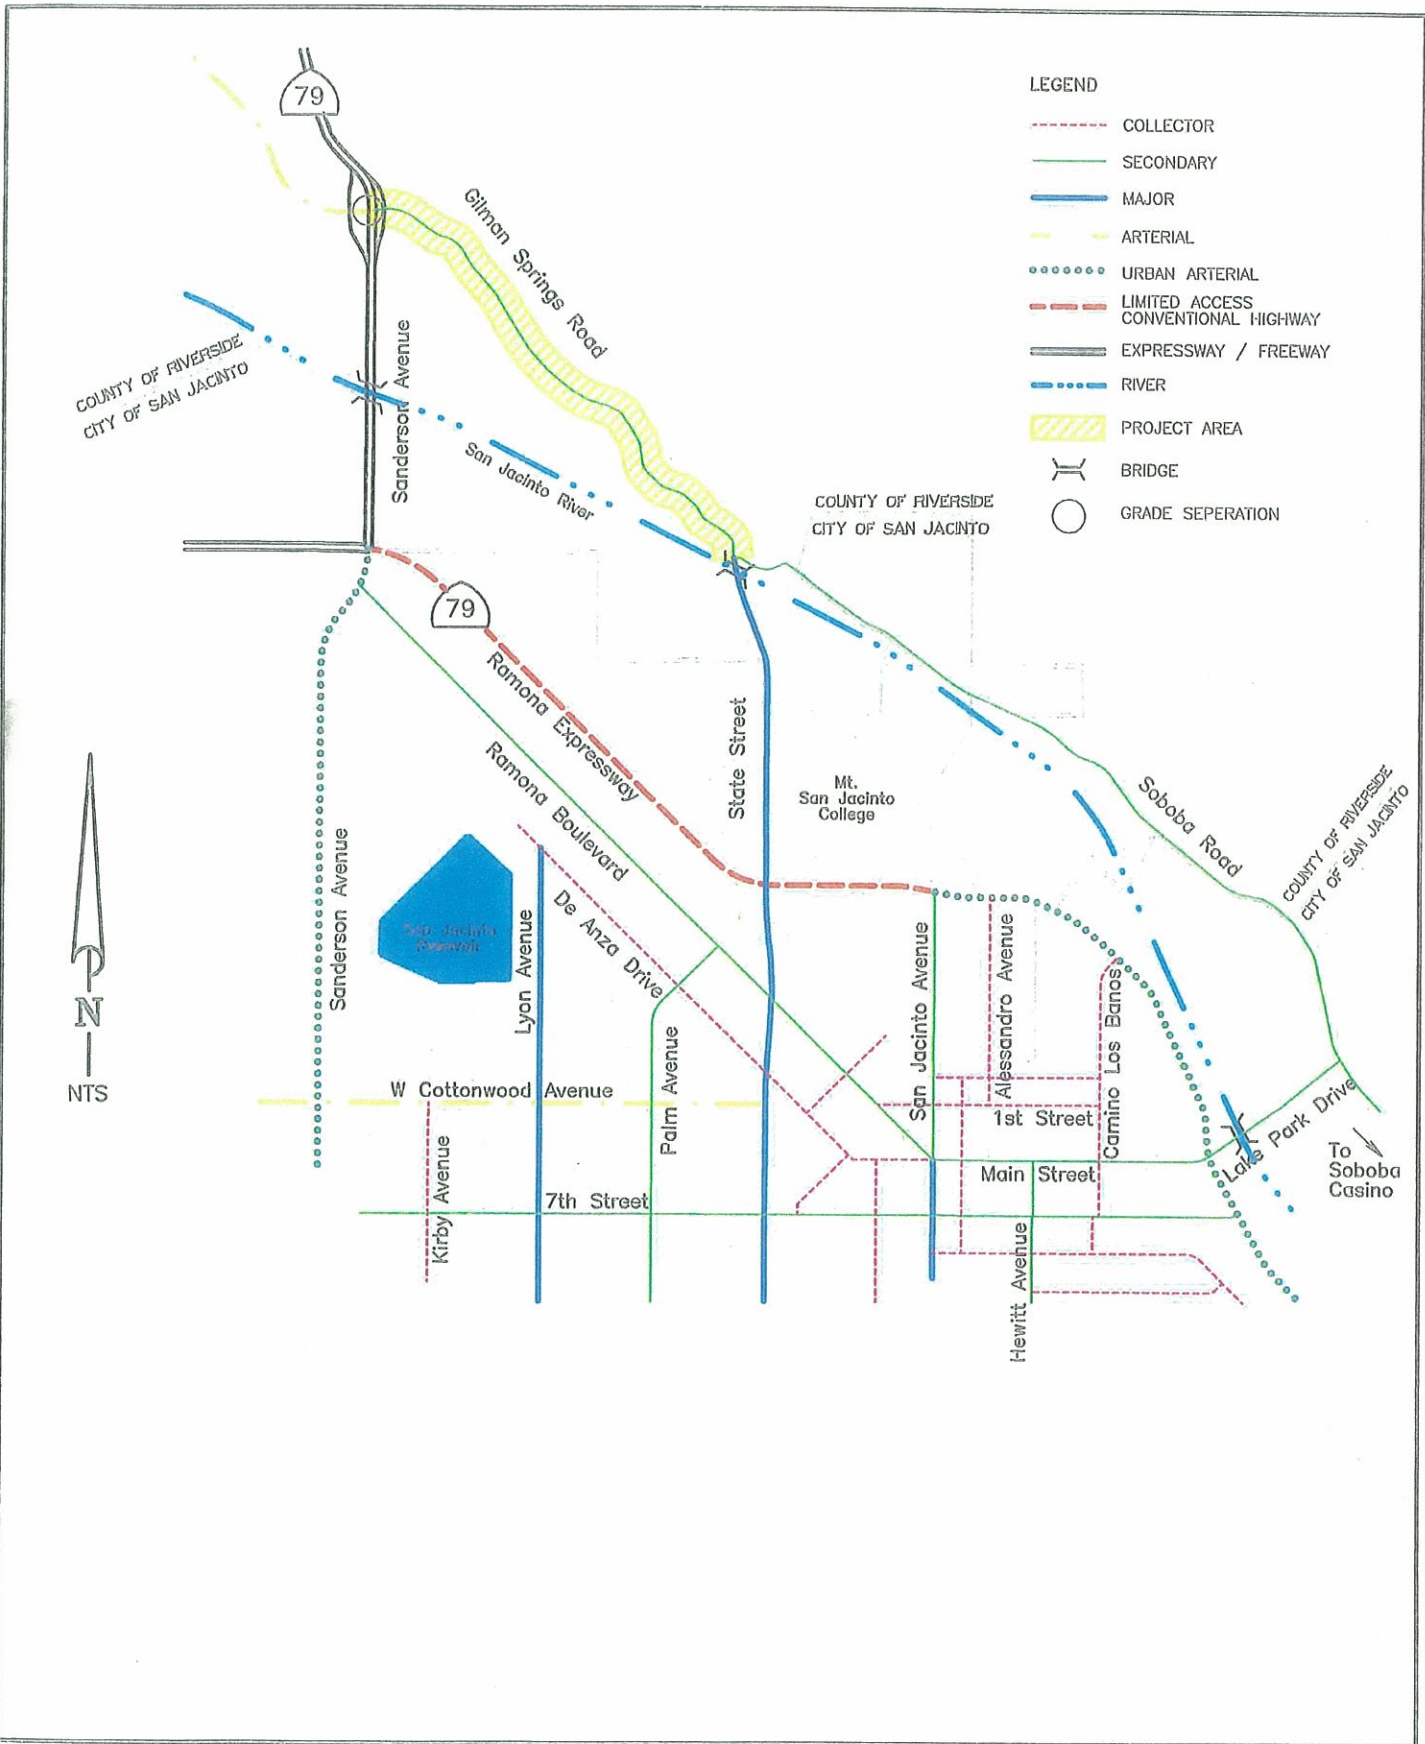 79
LEGEND
COLLECTOR
SECONDARY
MAJOR
ARTERIAL
URBAN ARTERIAL
LIMITED ACCESS
CONVENTIONAL HIGHWAY
EXPRESSWAY / FREEWAY
RIVER
PROJECT AREA
BRIDGE
GRADE SEPERATION
Gilman Springs Road
COUNTY OF RIVERSIDE
CITY OF SAN JACINTO
Sanderson Avenue
San Jacinto River
COUNTY OF RIVERSIDE
CITY OF SAN JACINTO
79
Ramona Expressway
State Street
Ramona Boulevard
Mt.
San Jacinto
College
Soboba Road
COUNTY OF RIVERSIDE
CITY OF SAN JACINTO
Sanderson Avenue
San Jacinto
Reservoir
Lyon Avenue
De Anza Drive
San Jacinto Avenue
Alessandro Avenue
Camino Los Banos
N
NTS
W Cottonwood Avenue
Palm Avenue
1st Street
Lake Park Drive
To
Soboba
Casino
Main Street
Kirby Avenue
7th Street
Hewitt Avenue